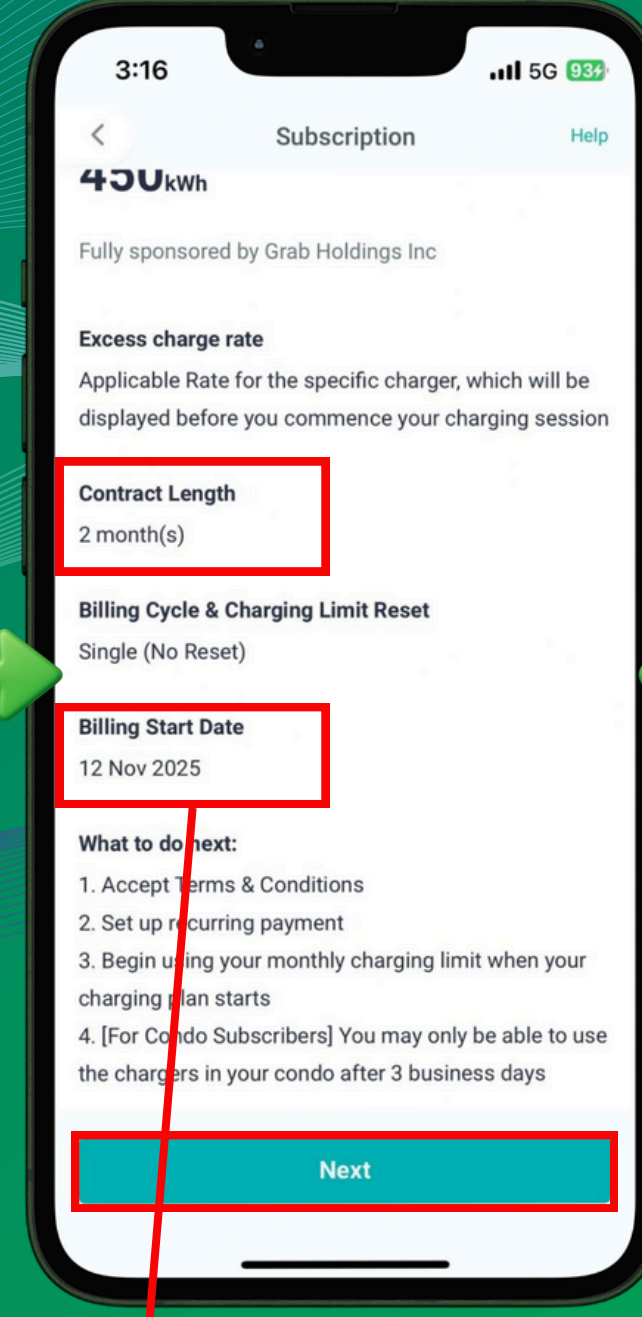 3:16
5G 93
Subscription
Help
450kWh
Fully sponsored by Grab Holdings Inc
Excess charge rate
Applicable Rate for the specific charger, which will be
displayed before you commence your charging session
Contract Length
2 month(s)
Billing Cycle & Charging Limit Reset
Single (No Reset)
Billing Start Date
12 Nov 2025
What to do next:
1. Accept Terms & Conditions
2. Set up recurring payment
3. Begin using your monthly charging limit when your
charging plan starts
4. [For Condo Subscribers] You may only be able to use
the chargers in your condo after 3 business days
Next